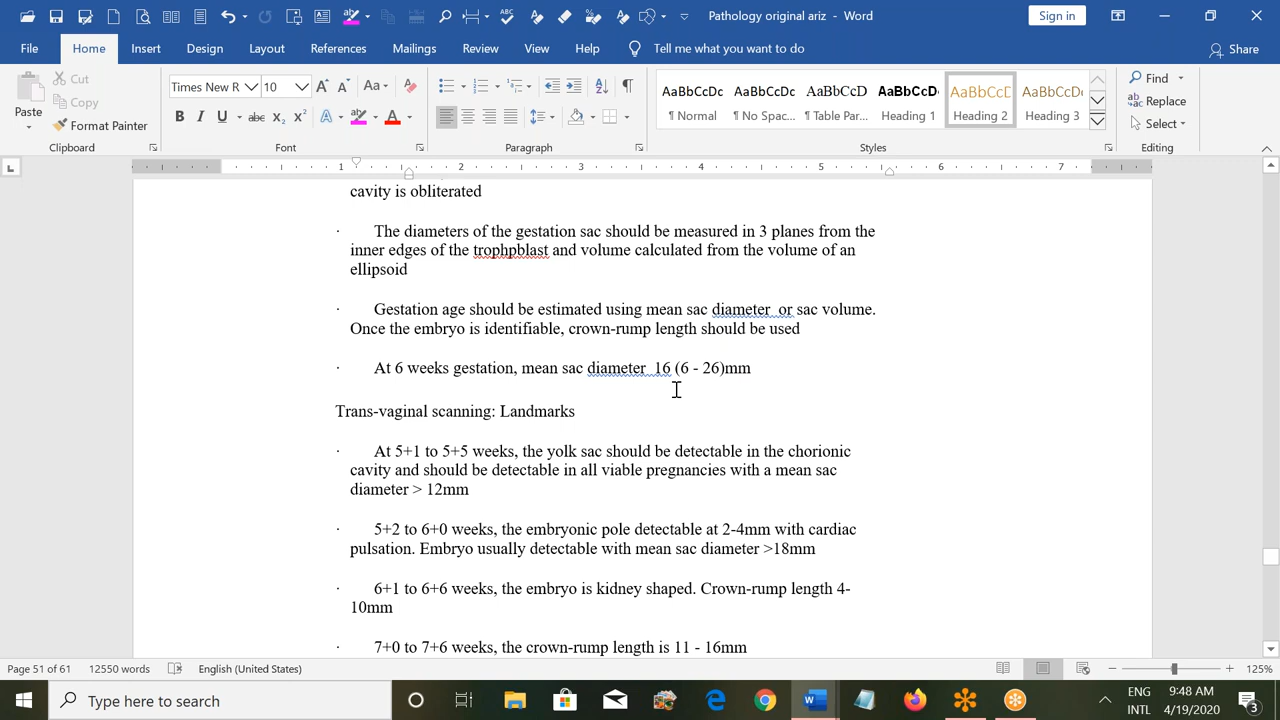 Pathology original ariz - Word
Sign in
File Home Insert Design Layout References Mailings Review View Help Tell me what you want to do Share
Paste
Cut
Copy
Format Painter
Clipboard
Times New R 10
Font
Paragraph
AaBbCcDc AaBbCcDc AaBbCcD AaBbCcD AaBbCcD AaBbCcDc
¶ Normal ¶ No Spac... ¶ Table Par... Heading 1 Heading 2 Heading 3
Styles
Find
Replace
Select
Editing
1 2 3 4 5 6 7
cavity is obliterated
· The diameters of the gestation sac should be measured in 3 planes from the
inner edges of the trophpblast and volume calculated from the volume of an
ellipsoid
· Gestation age should be estimated using mean sac diameter  or sac volume.
Once the embryo is identifiable, crown-rump length should be used
· At 6 weeks gestation, mean sac diameter  16 (6 - 26)mm
Trans-vaginal scanning: Landmarks
· At 5+1 to 5+5 weeks, the yolk sac should be detectable in the chorionic
cavity and should be detectable in all viable pregnancies with a mean sac
diameter > 12mm
· 5+2 to 6+0 weeks, the embryonic pole detectable at 2-4mm with cardiac
pulsation. Embryo usually detectable with mean sac diameter >18mm
· 6+1 to 6+6 weeks, the embryo is kidney shaped. Crown-rump length 4-
10mm
· 7+0 to 7+6 weeks, the crown-rump length is 11 - 16mm
Page 51 of 61 12550 words English (United States) 125%
Type here to search
ENG
INTL
9:48 AM
4/19/2020
3